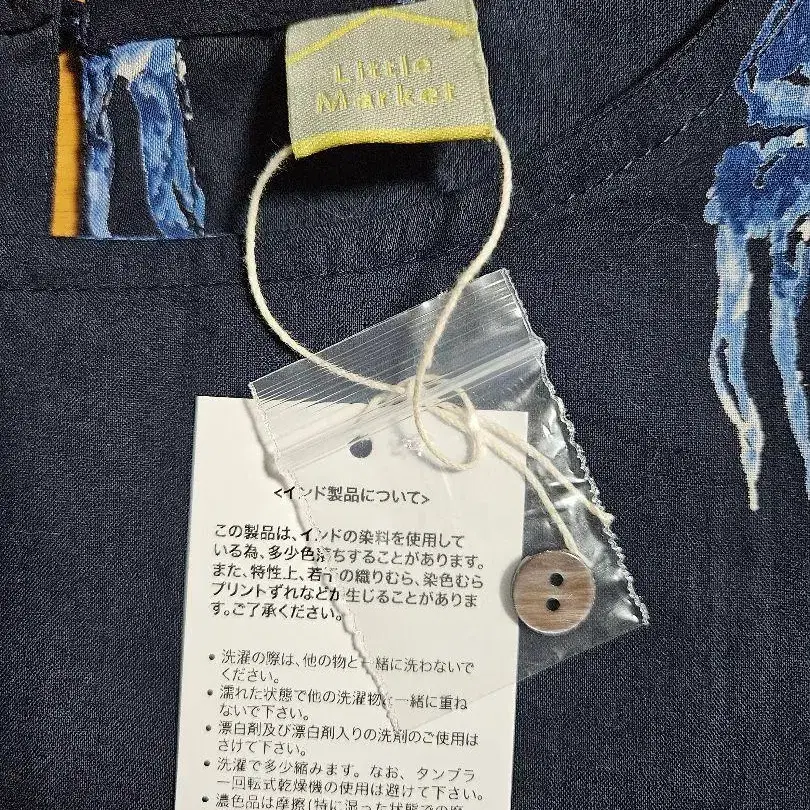 Little
Market
<インド製品について>
この製品は、インドの染料を使用して
いる為、多少色落ちすることがあります。
また、特性上、若干の織りむら、染色むら
プリントずれなどが生じることがありま
す。ご了承ください。
• 洗濯の際は、他の物と一緒に洗わないで
ください。
• 濡れた状態で他の洗濯物と一緒に重ね
ないで下さい。
• 漂白剤及び漂白剤入りの洗剤のご使用は
さけて下さい。
• 洗濯で多少縮みます。なお、タンブラ
ー回転式乾燥機の使用は避けて下さい。
• 濃色品は摩擦(特に湿った状態での摩